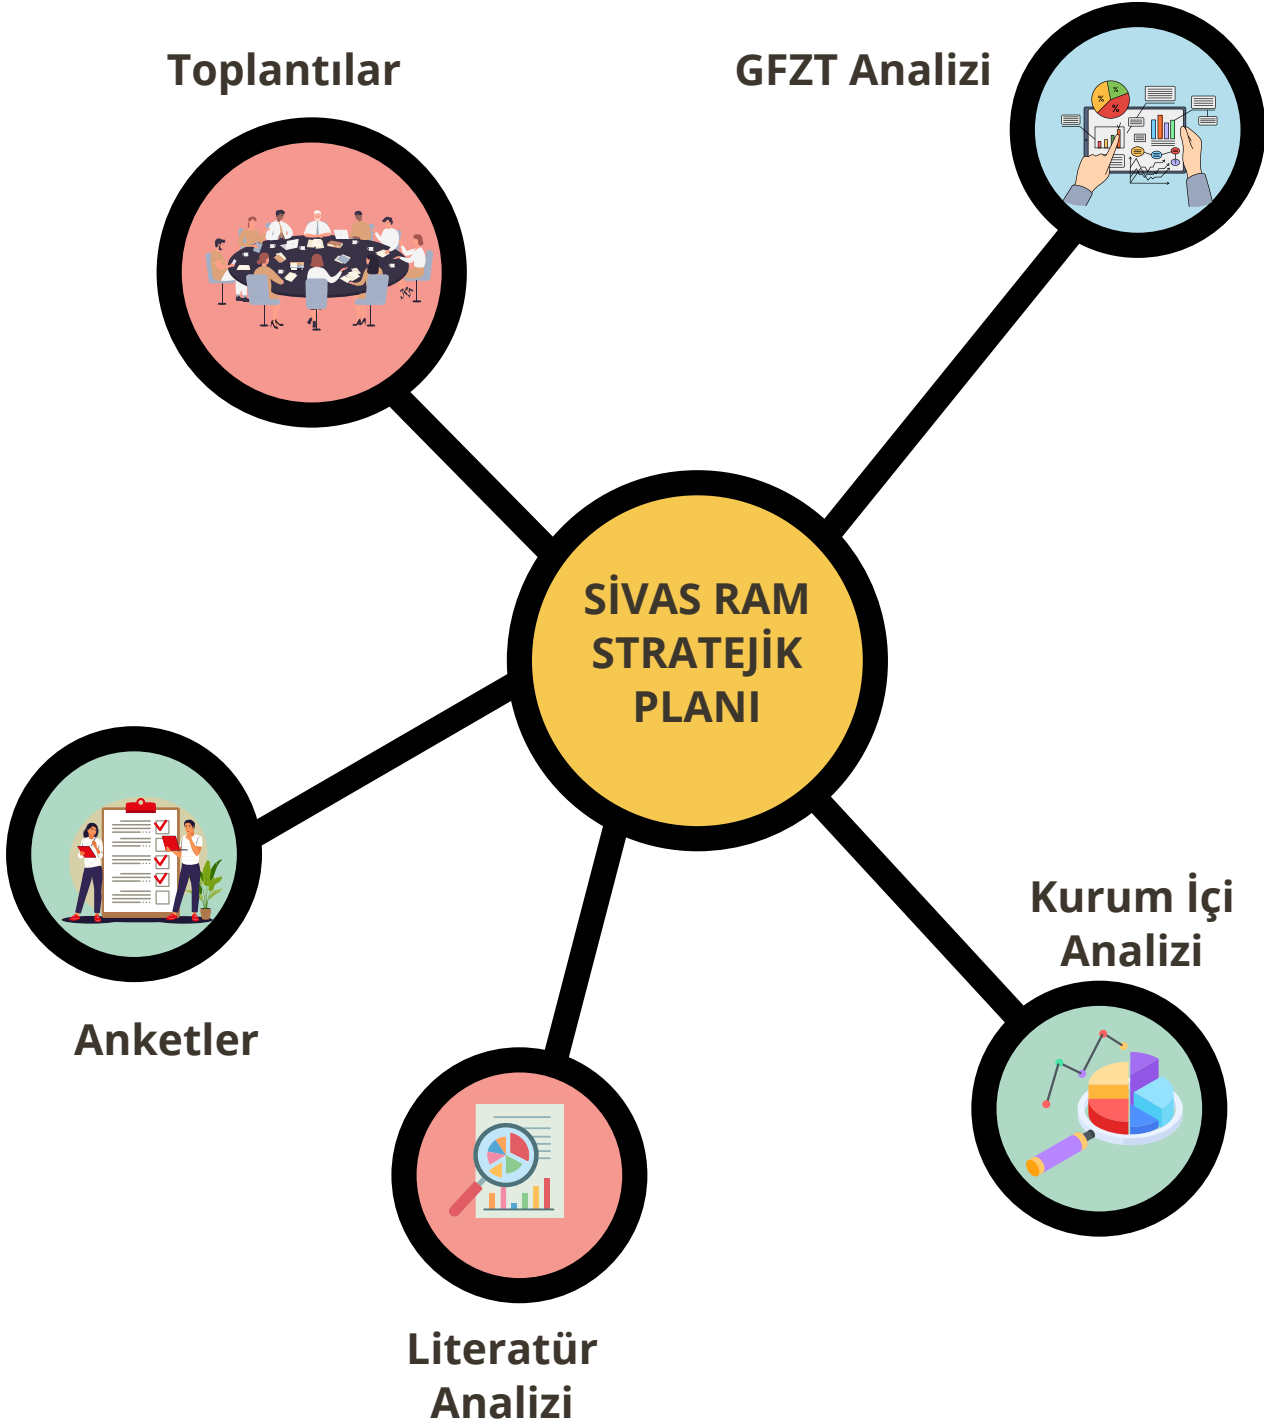 Toplantılar
GFZT Analizi
SİVAS RAM
STRATEJİK
PLANI
Kurum İçi
Analizi
Anketler
Literatür
Analizi